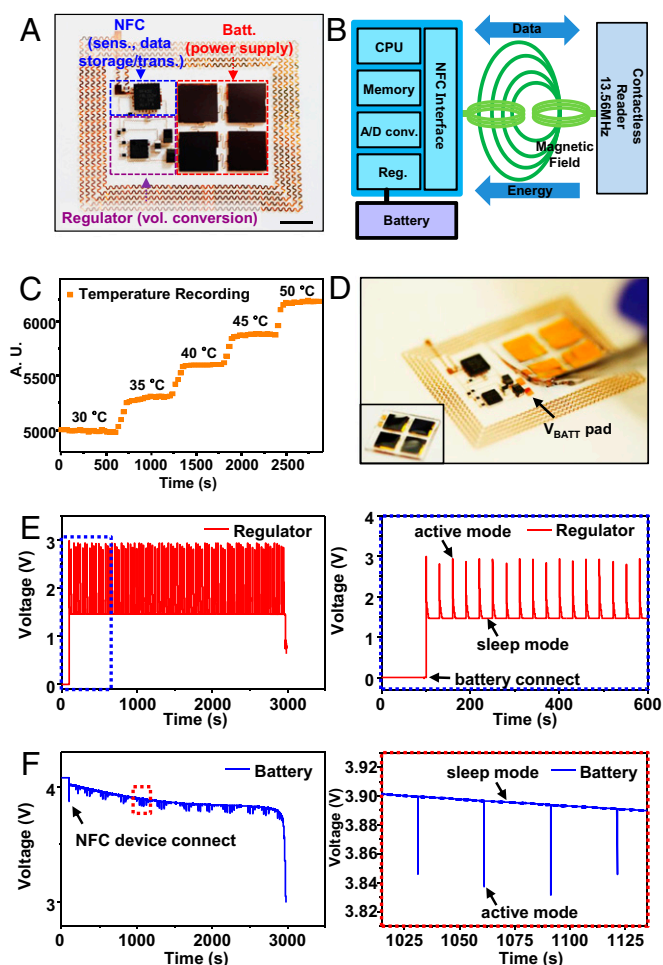 A
NFC
(sens., data
storage/trans.)
Batt.
(power supply)
Regulator (vol. conversion)
B
CPU
Memory
A/D conv.
Reg.
NFC Interface
Battery
Data
Magnetic
Field
Energy
Contactless
Reader
13.56MHz
C
Temperature Recording
A. U.
6000
5500
5000
30 °C
35 °C
40 °C
45 °C
50 °C
0 500 1000 1500 2000 2500
Time (s)
D
VBATT pad
E
Regulator
Voltage (V)
3
2
1
0
0 1000 2000 3000
Time (s)
Regulator
active mode
sleep mode
battery connect
Voltage (V)
4
3
2
1
0
0 200 400 600
Time (s)
F
Battery
NFC device connect
Voltage (V)
4
3
0 1000 2000 3000
Time (s)
sleep mode
Battery
active mode
Voltage (V)
3.93
3.90
3.88
3.86
3.84
3.82
1025 1050 1075 1100 1125
Time (s)